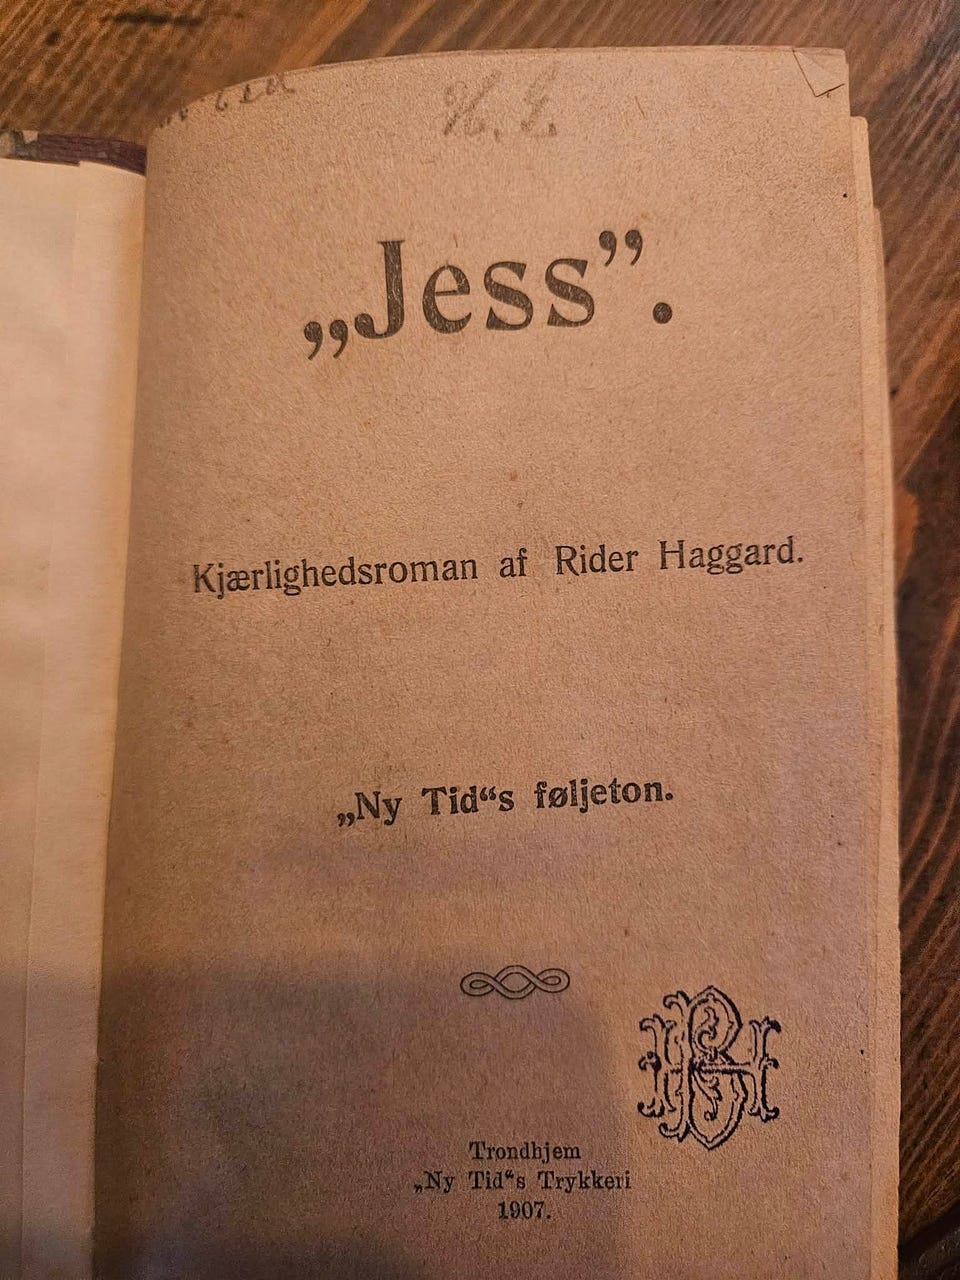 „Jess”.
Kjærlighedsroman af Rider Haggard.
„Ny Tid“s føljeton.
Trondhjem
„Ny Tid“s Trykkeri
1907.